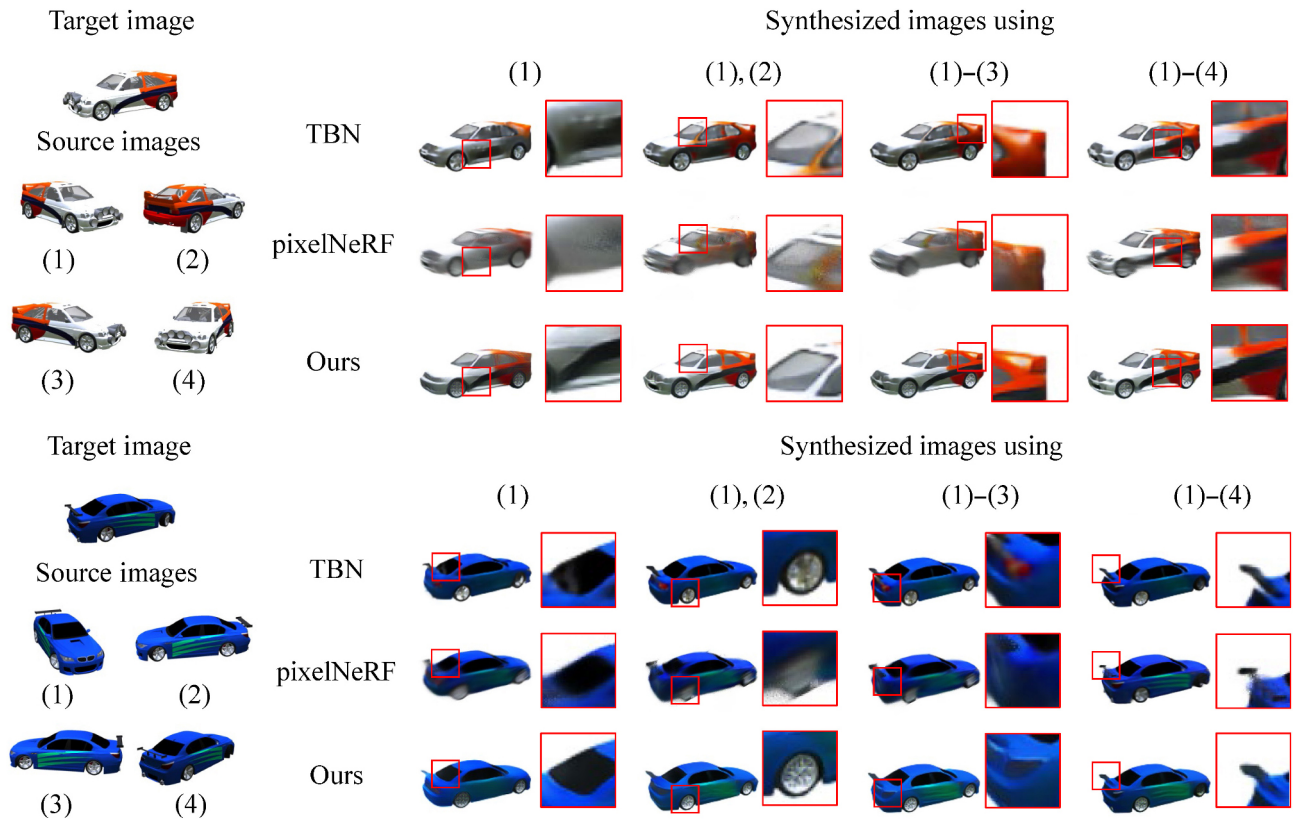 Target image
Synthesized images using
(1)
(1), (2)
(1)–(3)
(1)–(4)
TBN
Source images
pixelNeRF
(1)
(2)
Ours
(3)
(4)
Target image
Synthesized images using
(1)
(1), (2)
(1)–(3)
(1)–(4)
TBN
Source images
pixelNeRF
(1)
(2)
Ours
(3)
(4)